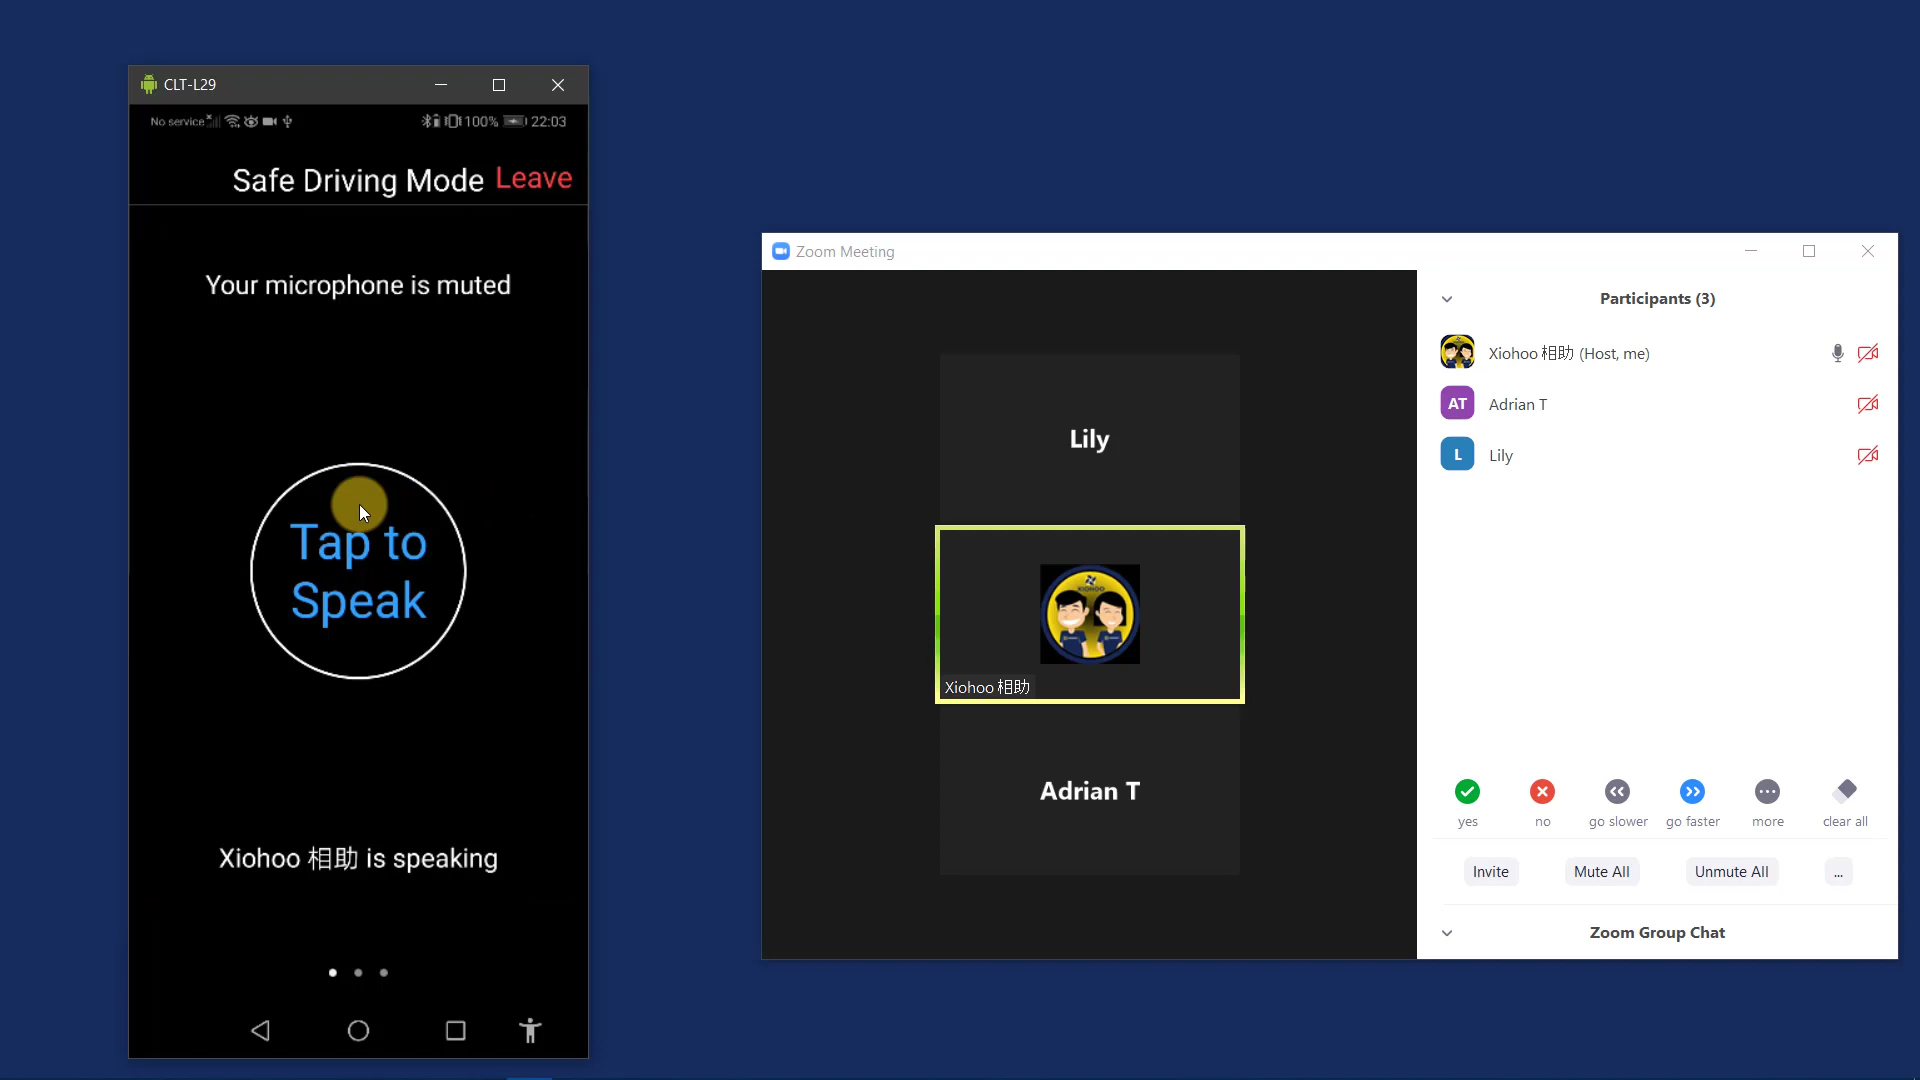 CLT-L29
No service
100%
22:03
Safe Driving Mode
Leave
Your microphone is muted
Tap to
Speak
Xiohoo 相助 is speaking
Zoom Meeting
Lily
XIOHOO
Xiohoo 相助
Adrian T
Participants (3)
Xiohoo 相助 (Host, me)
AT
Adrian T
L
Lily
yes
no
go slower
go faster
more
clear all
Invite
Mute All
Unmute All
...
Zoom Group Chat